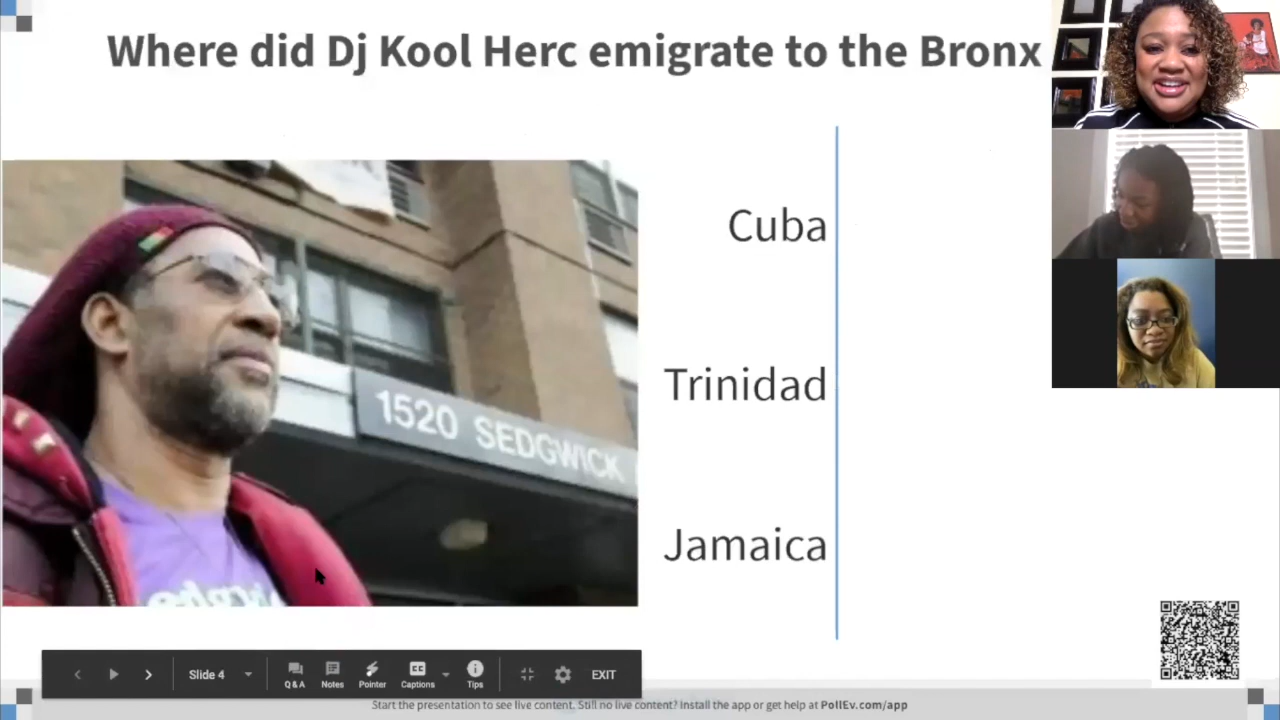 Where did Dj Kool Herc emigrate to the Bronx
Cuba
Trinidad
Jamaica
1520 SEDGWICK
Slide 4
Q & A
Notes
Pointer
CC
Captions
Tips
EXIT
Start the presentation to see live content. Still no live content? Install the app or get help at PollEv.com/app